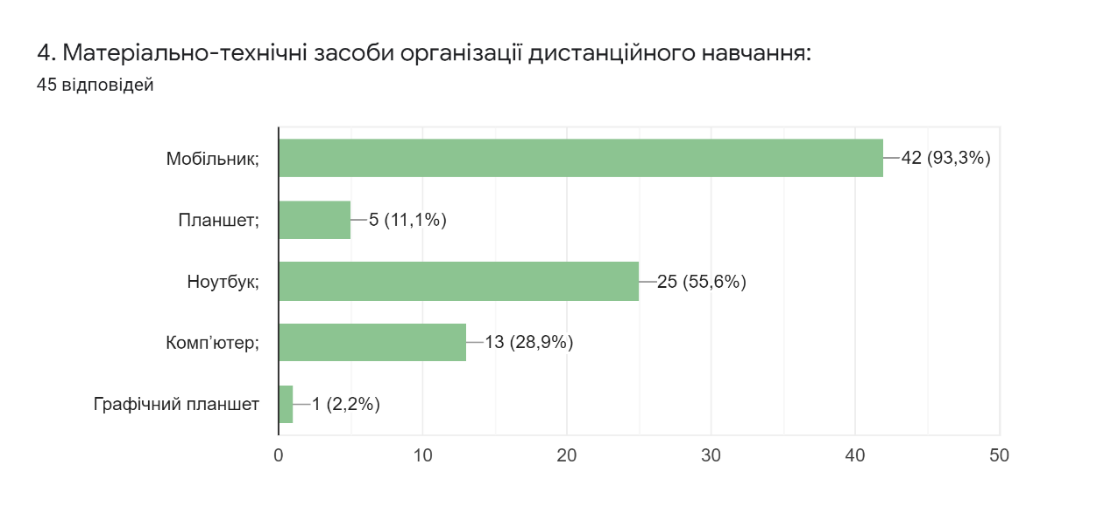 4. Матеріально-технічні засоби організації дистанційного навчання:
45 відповідей
Мобільник; 42 (93,3%)
Планшет; 5 (11,1%)
Ноутбук; 25 (55,6%)
Комп'ютер; 13 (28,9%)
Графічний планшет 1 (2,2%)
0 10 20 30 40 50